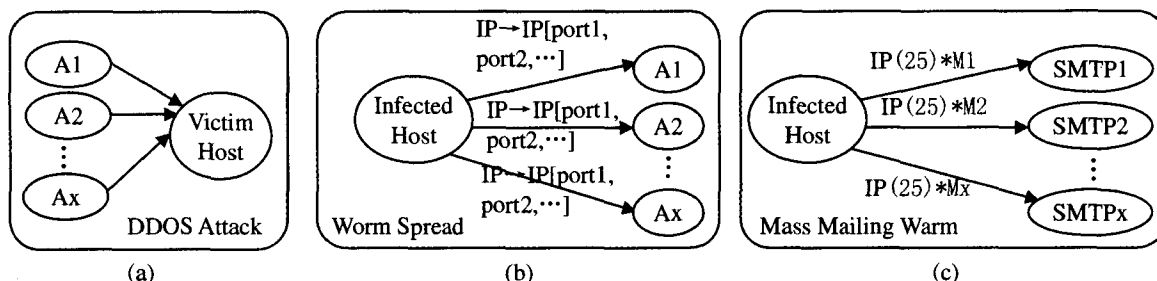 A1
A2
Ax
Victim
Host
DDOS Attack
(a)
IP→IP[port1,
port2,⋯]
Infected
Host
A1
IP→IP[port1,
port2,⋯]
A2
IP→IP[port1,
port2,⋯]
Ax
Worm Spread
(b)
IP(25)*M1
SMTP1
Infected
Host
IP(25)*M2
SMTP2
IP(25)*Mx
SMTPx
Mass Mailing Warm
(c)